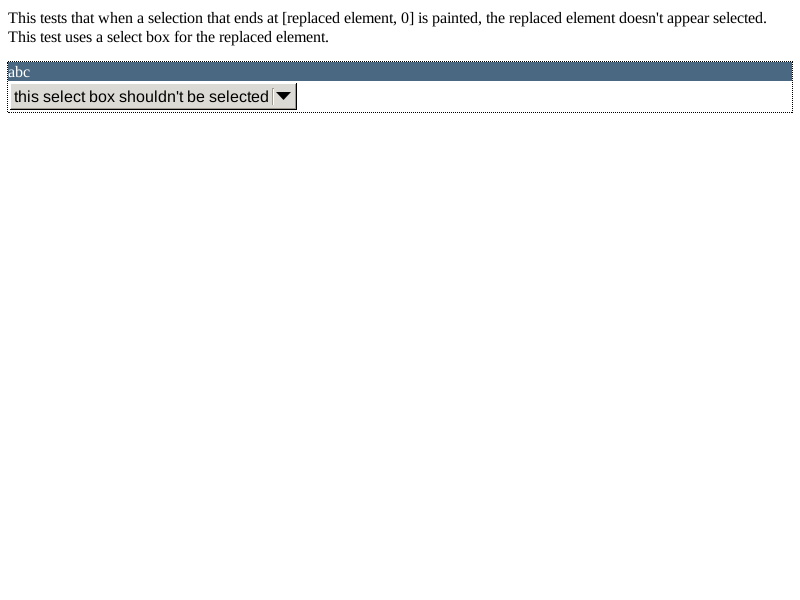 This tests that when a selection that ends at [replaced element, 0] is painted, the replaced element doesn't appear selected.
This test uses a select box for the replaced element.
abc
this select box shouldn't be selected